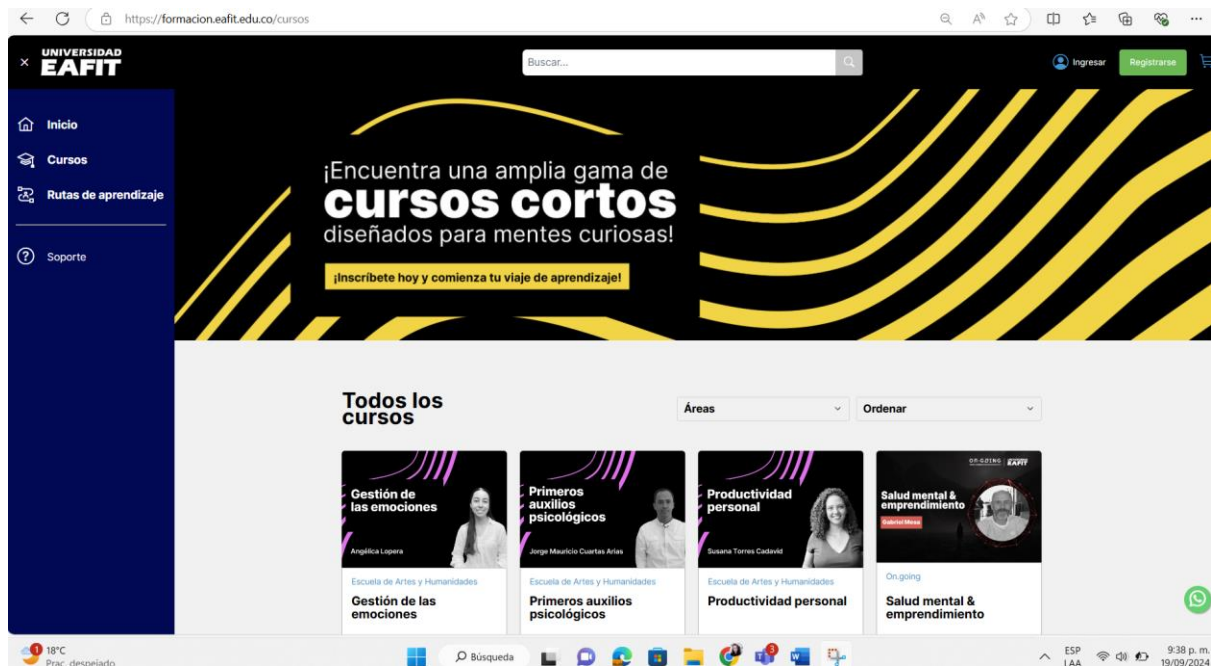 https://formacion.eafit.edu.co/cursos
UNIVERSIDAD
EAFIT
Buscar...
Ingresar
Registrarse
Inicio
Cursos
Rutas de aprendizaje
Soporte
¡Encuentra una amplia gama de
cursos cortos
diseñados para mentes curiosas!
¡Inscríbete hoy y comienza tu viaje de aprendizaje!
Todos los
cursos
Áreas
Ordenar
Gestión de
las emociones
Angélica Lopera
Escuela de Artes y Humanidades
Gestión de las
emociones
Primeros
auxilios
psicológicos
Jorge Mauricio Cuartas Arias
Escuela de Artes y Humanidades
Primeros auxilios
psicológicos
Productividad
personal
Susana Torres Cadavid
Escuela de Artes y Humanidades
Productividad personal
ON.GOING
EAFIT
Salud mental &
emprendimiento
Gabriel Mesa
On.going
Salud mental &
emprendimiento
1
18°C
Prac. despejado
Búsqueda
3
ESP
LAA
9:38 p. m.
19/09/2024